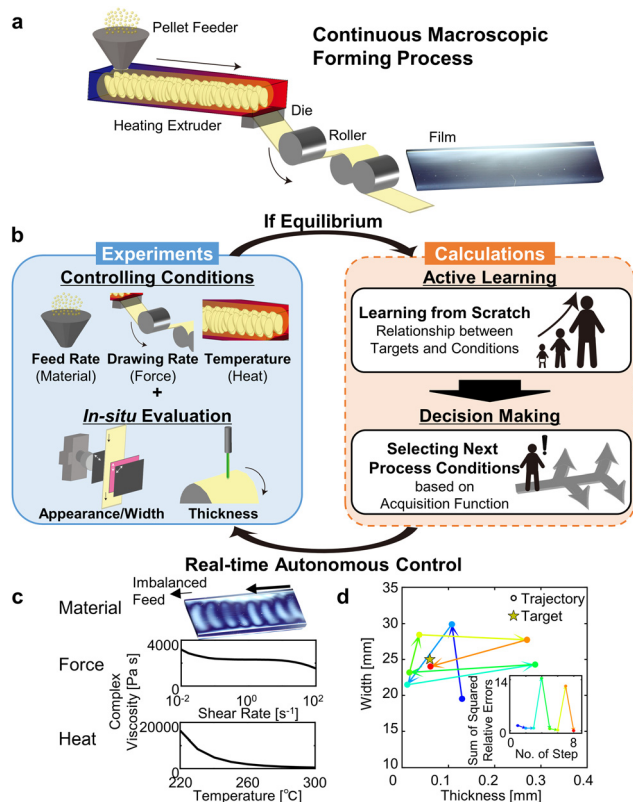 a
Pellet Feeder
Continuous Macroscopic
Forming Process
Die
Heating Extruder
Roller
Film
If Equilibrium
b
Experiments
Calculations
Controlling Conditions
Feed Rate
(Material)
Drawing Rate
(Force)
Temperature
(Heat)
+
In-situ Evaluation
Appearance/Width
Thickness
Active Learning
Learning from Scratch
Relationship between
Targets and Conditions
Decision Making
Selecting Next
Process Conditions
based on
Acquisition Function
!
Real-time Autonomous Control
c
Imbalanced
Feed
Material
Force
Heat
Complex
Viscosity [Pa s]
4000
0
10⁻²
10⁰
10²
Shear Rate [s⁻¹]
20000
0
220
260
300
Temperature [°C]
d
Width [mm]
35
30
25
20
15
10
0
0.1
0.2
0.3
0.4
Thickness [mm]
Trajectory
Target
Sum of Squared
Relative Errors
14
0
0
4
8
No. of Step